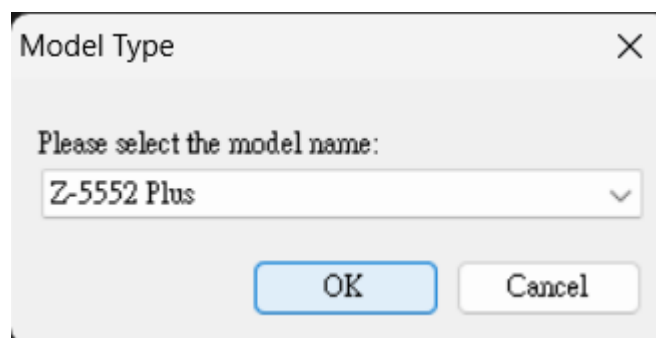 Model Type
Please select the model name:
Z-5552 Plus
OK
Cancel